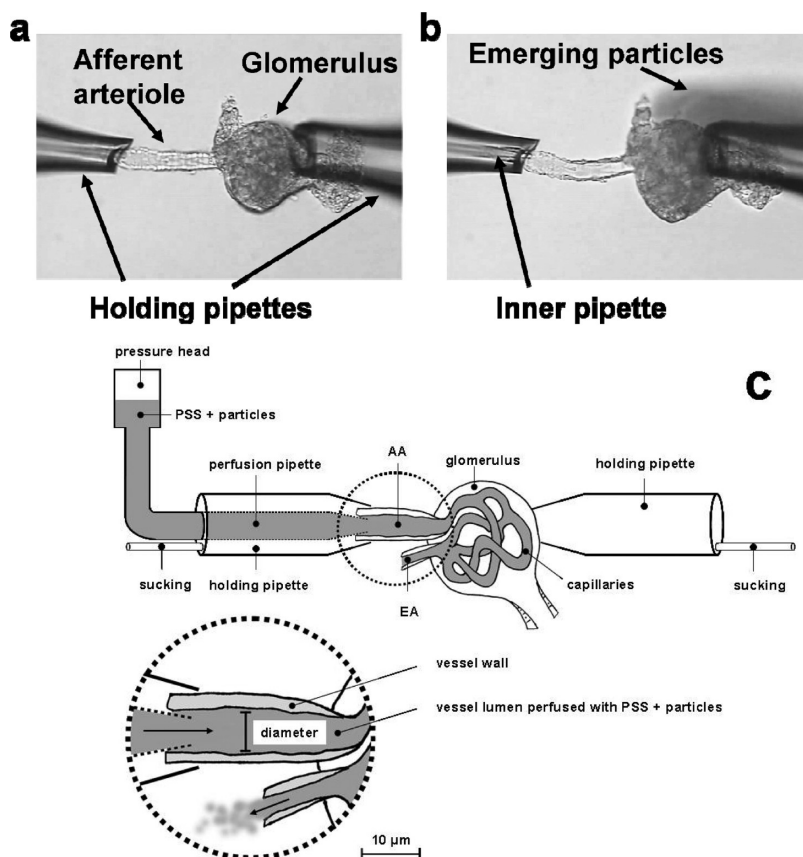 a
Afferent
arteriole
Glomerulus
Holding pipettes
b
Emerging particles
Inner pipette
c
pressure head
PSS + particles
perfusion pipette
AA
glomerulus
holding pipette
sucking
holding pipette
EA
capillaries
sucking
vessel wall
vessel lumen perfused with PSS + particles
diameter
10 µm